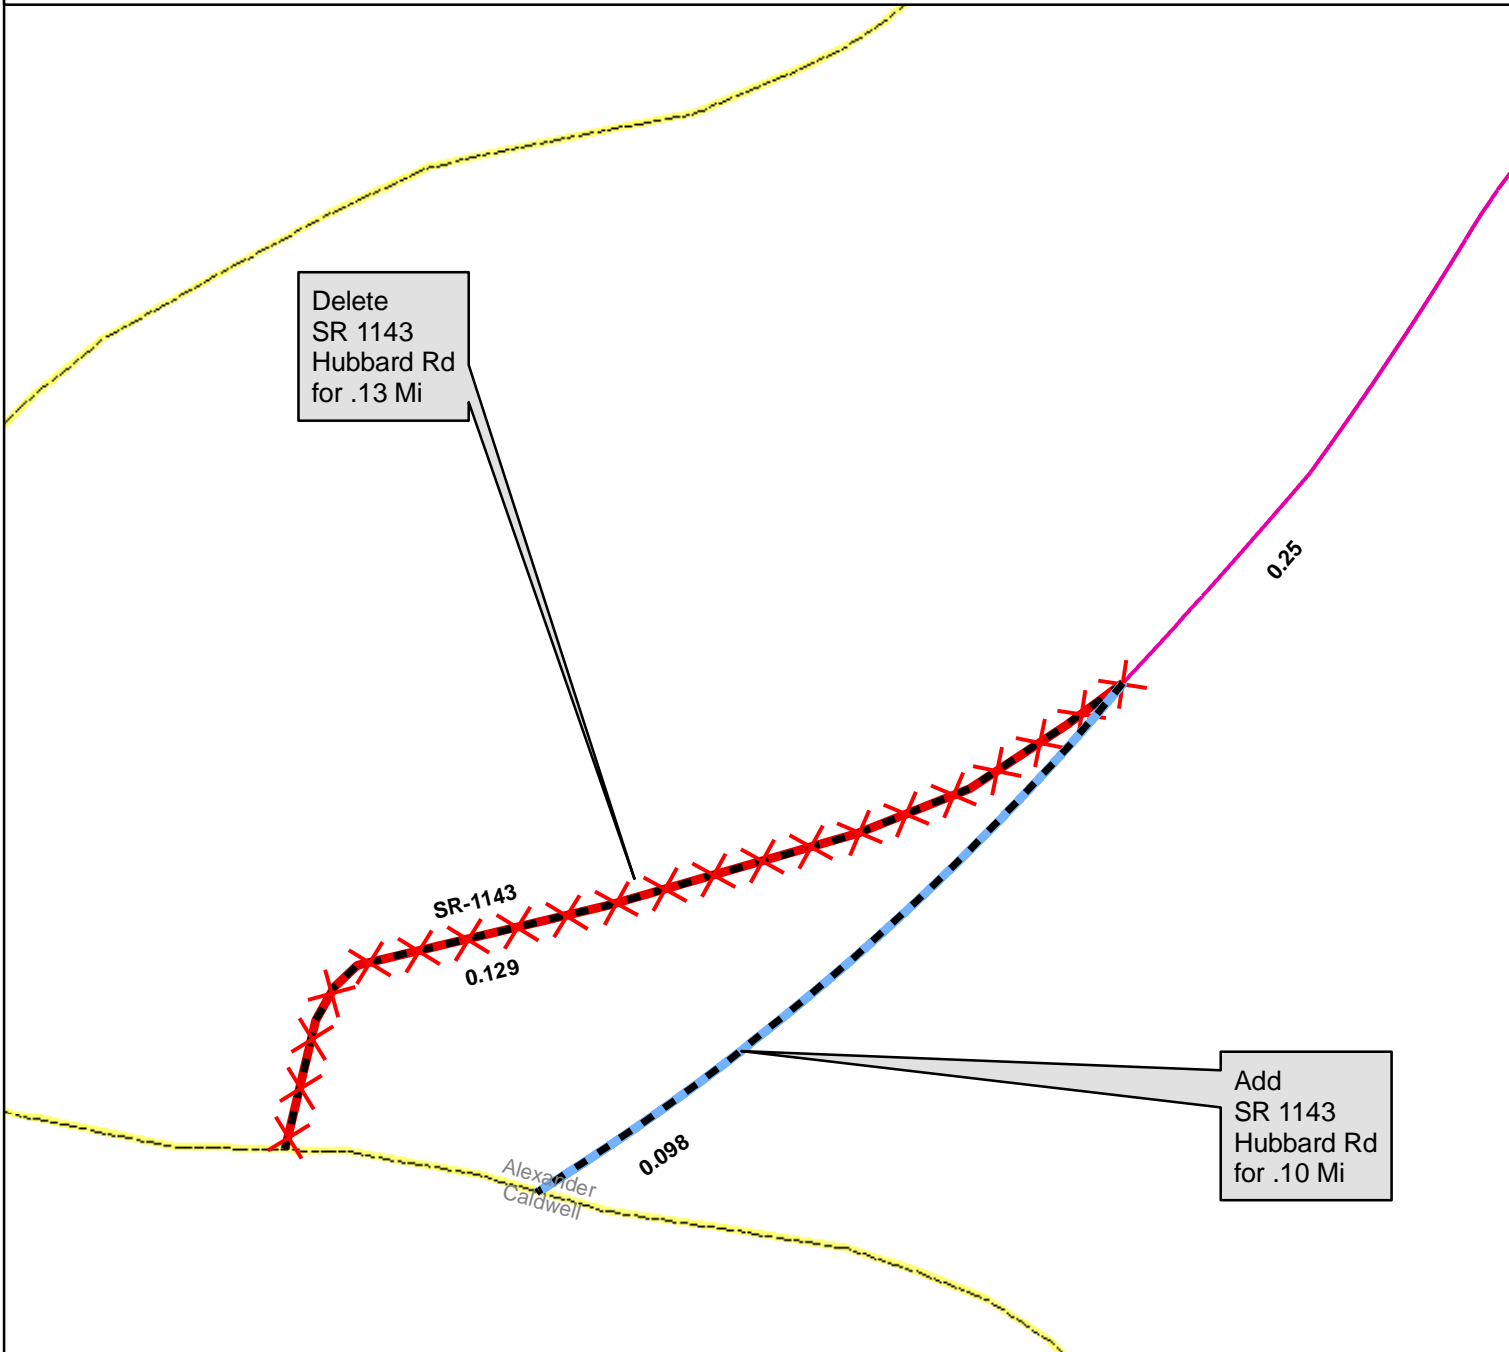 Delete
SR 1143
Hubbard Rd
for .13 Mi
0.25
SR-1143
0.129
Add
SR 1143
Hubbard Rd
for .10 Mi
0.098
Alexander
Caldwell